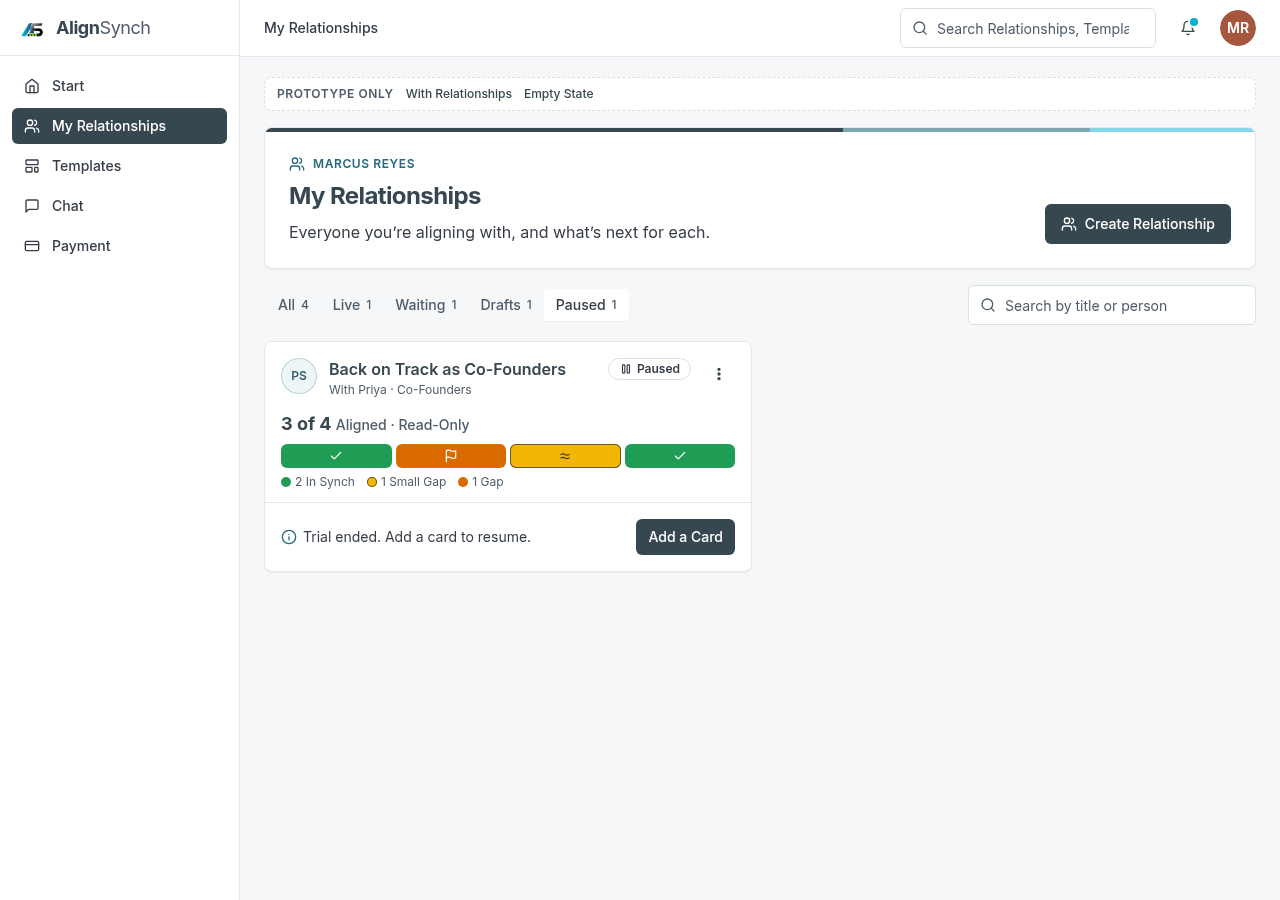 AlignSynch
My Relationships
Search Relationships, Templa
MR
Start
My Relationships
Templates
Chat
Payment
PROTOTYPE ONLY With Relationships Empty State
MARCUS REYES
My Relationships
Everyone you’re aligning with, and what’s next for each.
Create Relationship
All 4 Live 1 Waiting 1 Drafts 1 Paused 1
Search by title or person
PS
Back on Track as Co-Founders
Paused
With Priya · Co-Founders
3 of 4 Aligned · Read-Only
2 In Synch 1 Small Gap 1 Gap
Trial ended. Add a card to resume.
Add a Card